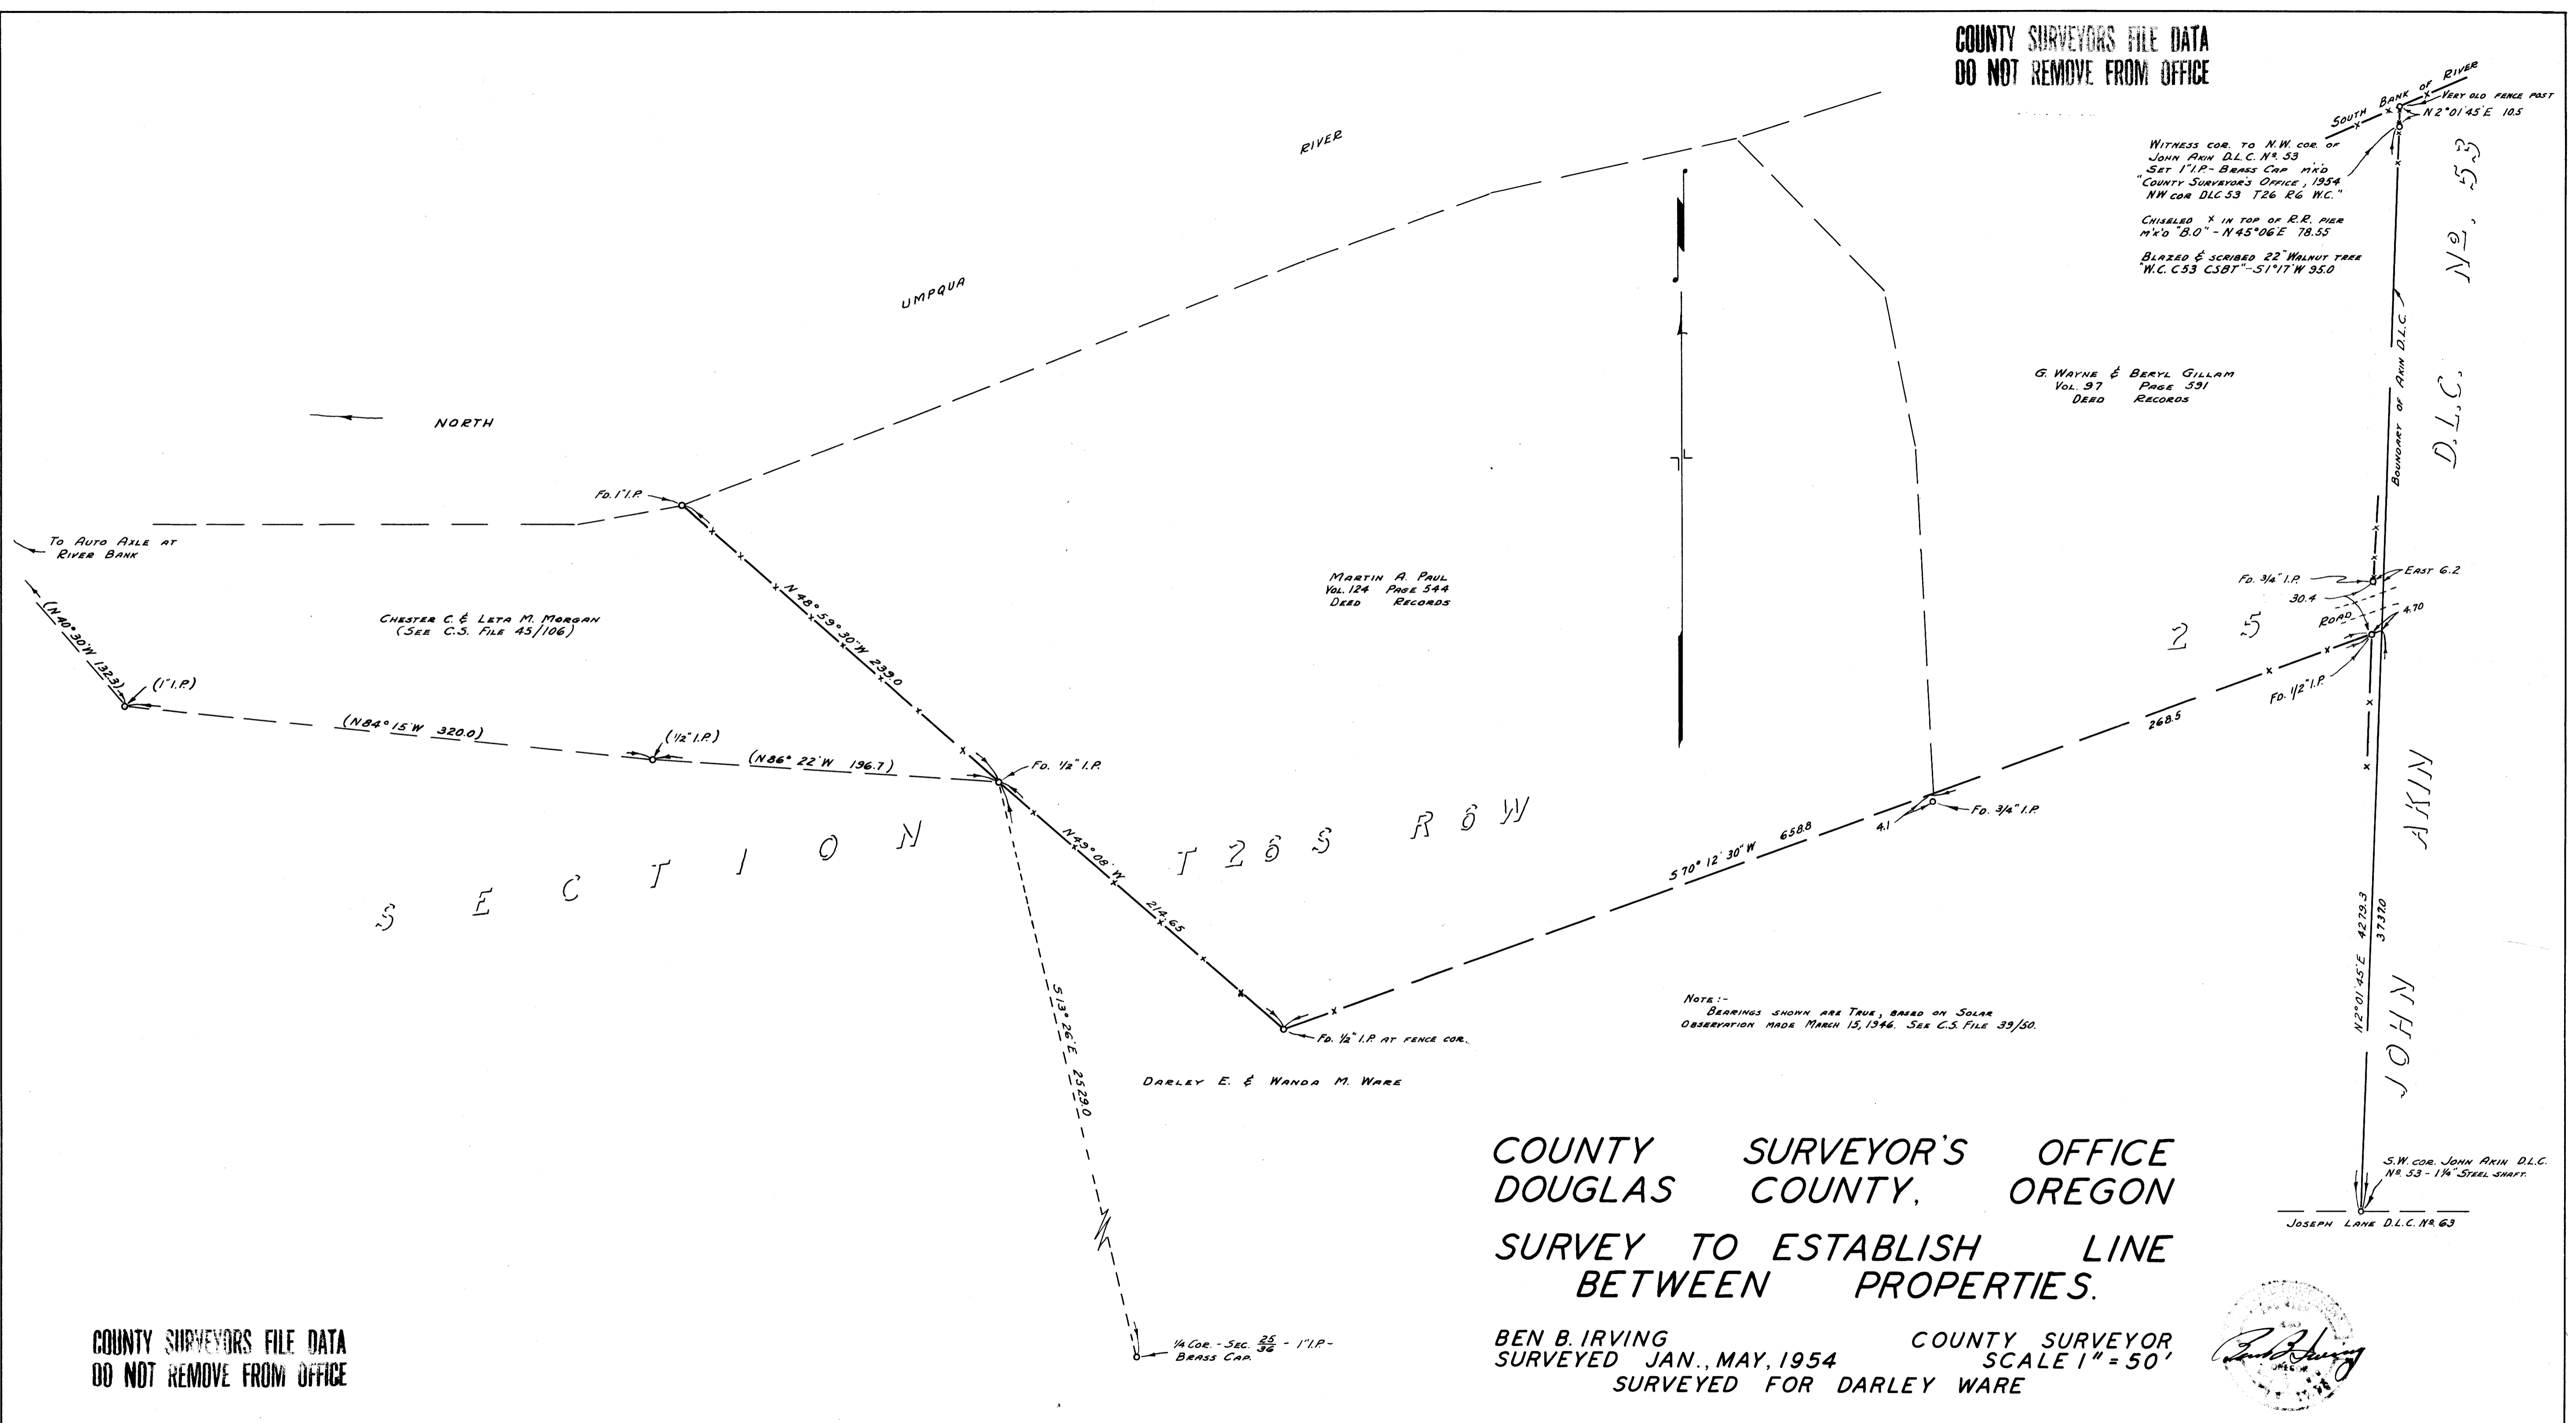 COUNTY SURVEYORS FILE DATA
DO NOT REMOVE FROM OFFICE
SOUTH BANK OF RIVER
VERY OLD FENCE POST
N 2° 01' 45" E 10.5
WITNESS COR. TO N.W. COR. OF
JOHN AKIN D.L.C. Nº. 53
SET 1" I.P. - BRASS CAP MK'D
"COUNTY SURVEYOR'S OFFICE, 1954
NW COR DLC 53 T26 R6 W.C."
CHISELED X IN TOP OF R.R. PIER
M'K'D "B.O" - N 45° 06' E 78.55
BLAZED & SCRIBED 22" WALNUT TREE
"W.C. C53 CSBT" - S 1° 17' W 95.0
D.L.C. Nº. 53
BOUNDARY OF AKIN D.L.C.
RIVER
UMPQUA
G. WAYNE & BERYL GILLAM
VOL. 97 PAGE 591
DEED RECORDS
NORTH
FD. 1" I.P.
TO AUTO AXLE AT
RIVER BANK
(N 40° 30' W 132.3)
CHESTER C. & LETA M. MORGAN
(SEE C.S. FILE 45/106)
N 48° 59' 30" W 239.0
MARTIN A. PAUL
VOL. 124 PAGE 544
DEED RECORDS
FD. 3/4" I.P.
EAST 6.2
30.4
ROAD
4.70
FD. 1/2" I.P.
2 5
(1" I.P.)
(N 84° 15' W 320.0)
(1/2" I.P.)
(N 86° 22' W 196.7)
FD. 1/2" I.P.
268.5
FD. 3/4" I.P.
4.1
658.8
S 70° 12' 30" W
S E C T I O N
T 26 S R 6 W
N 49° 08' W 214.65
S 13° 26' E 2529.0
FD. 1/2" I.P. AT FENCE COR.
NOTE :-
BEARINGS SHOWN ARE TRUE, BASED ON SOLAR
OBSERVATION MADE MARCH 15, 1946. SEE C.S. FILE 39/50.
N 2° 01' 45" E 4279.3
3737.0
JOHN AKIN
DARLEY E. & WANDA M. WARE
S.W. COR. JOHN AKIN D.L.C.
Nº. 53 - 1 1/4" STEEL SHAFT.
JOSEPH LANE D.L.C. Nº. 63
1/4 COR. - SEC. 25/36 - 1" I.P. -
BRASS CAP.
COUNTY SURVEYOR'S OFFICE
DOUGLAS COUNTY, OREGON
SURVEY TO ESTABLISH LINE
BETWEEN PROPERTIES.
BEN B. IRVING COUNTY SURVEYOR
SURVEYED JAN., MAY, 1954 SCALE 1" = 50'
SURVEYED FOR DARLEY WARE
Ben B Irving
COUNTY SURVEYORS FILE DATA
DO NOT REMOVE FROM OFFICE